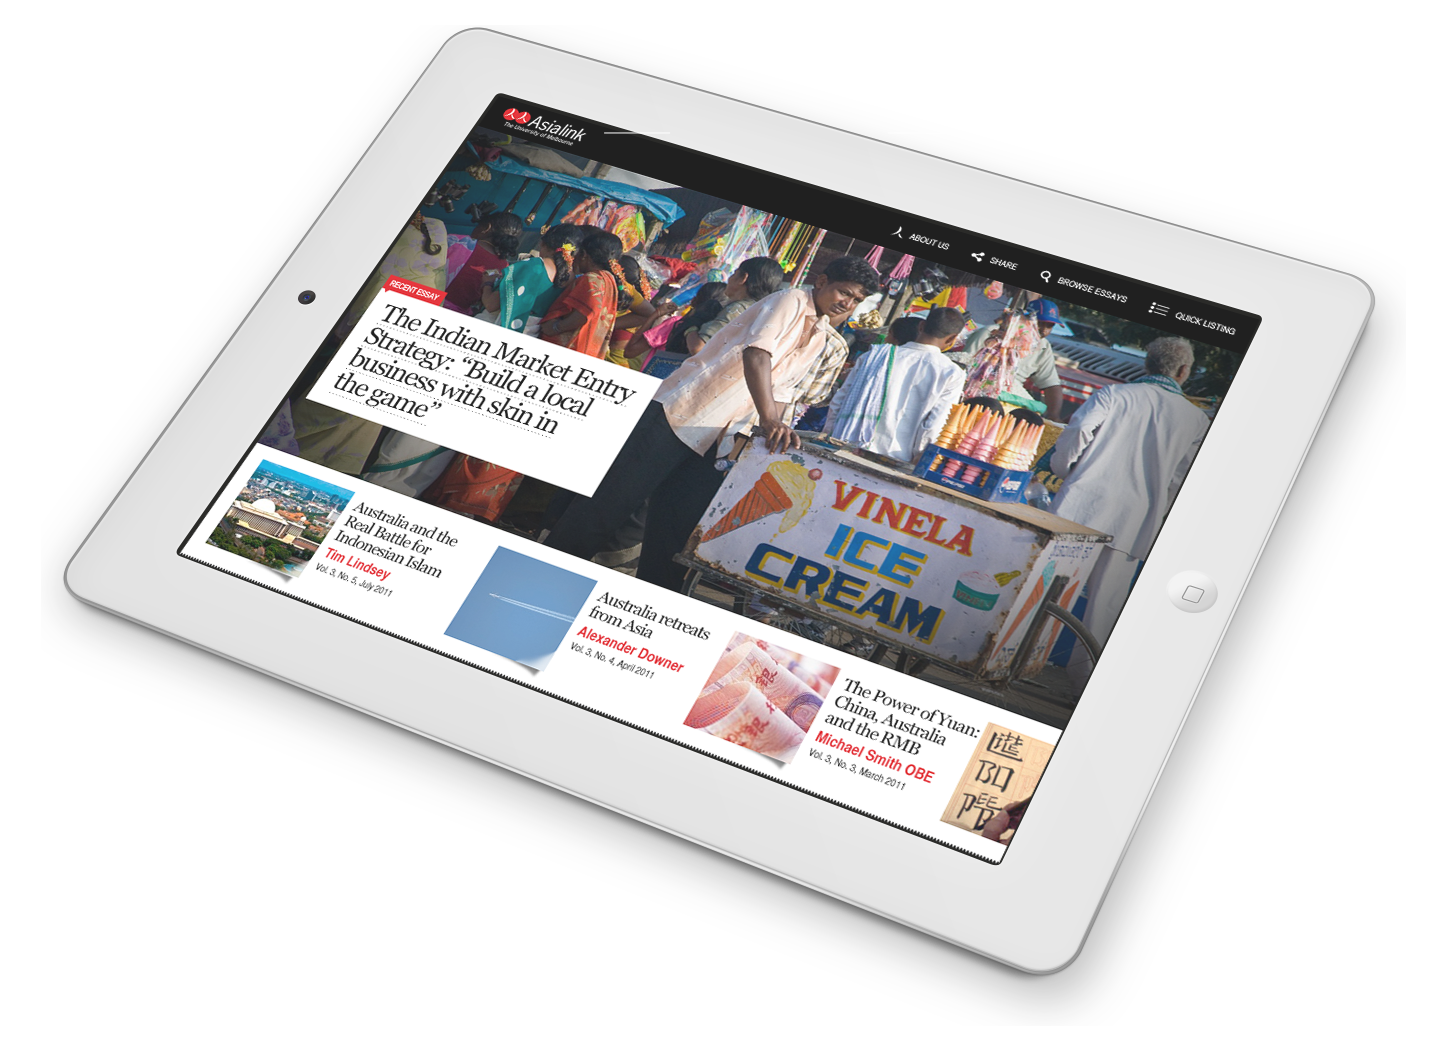 Asialink
The University of Melbourne
ABOUT US
SHARE
BROWSE ESSAYS
QUICK LISTING
RECENT ESSAY
The Indian Market Entry
Strategy: “Build a local
business with skin in
the game”
VINELA
ICE
CREAM
Australia and the
Real Battle for
Indonesian Islam
Tim Lindsey
Vol. 3, No. 5, July 2011
Australia retreats
from Asia
Alexander Downer
Vol. 3, No. 4, April 2011
The Power of Yuan:
China, Australia
and the RMB
Michael Smith OBE
Vol. 3, No. 3, March 2011